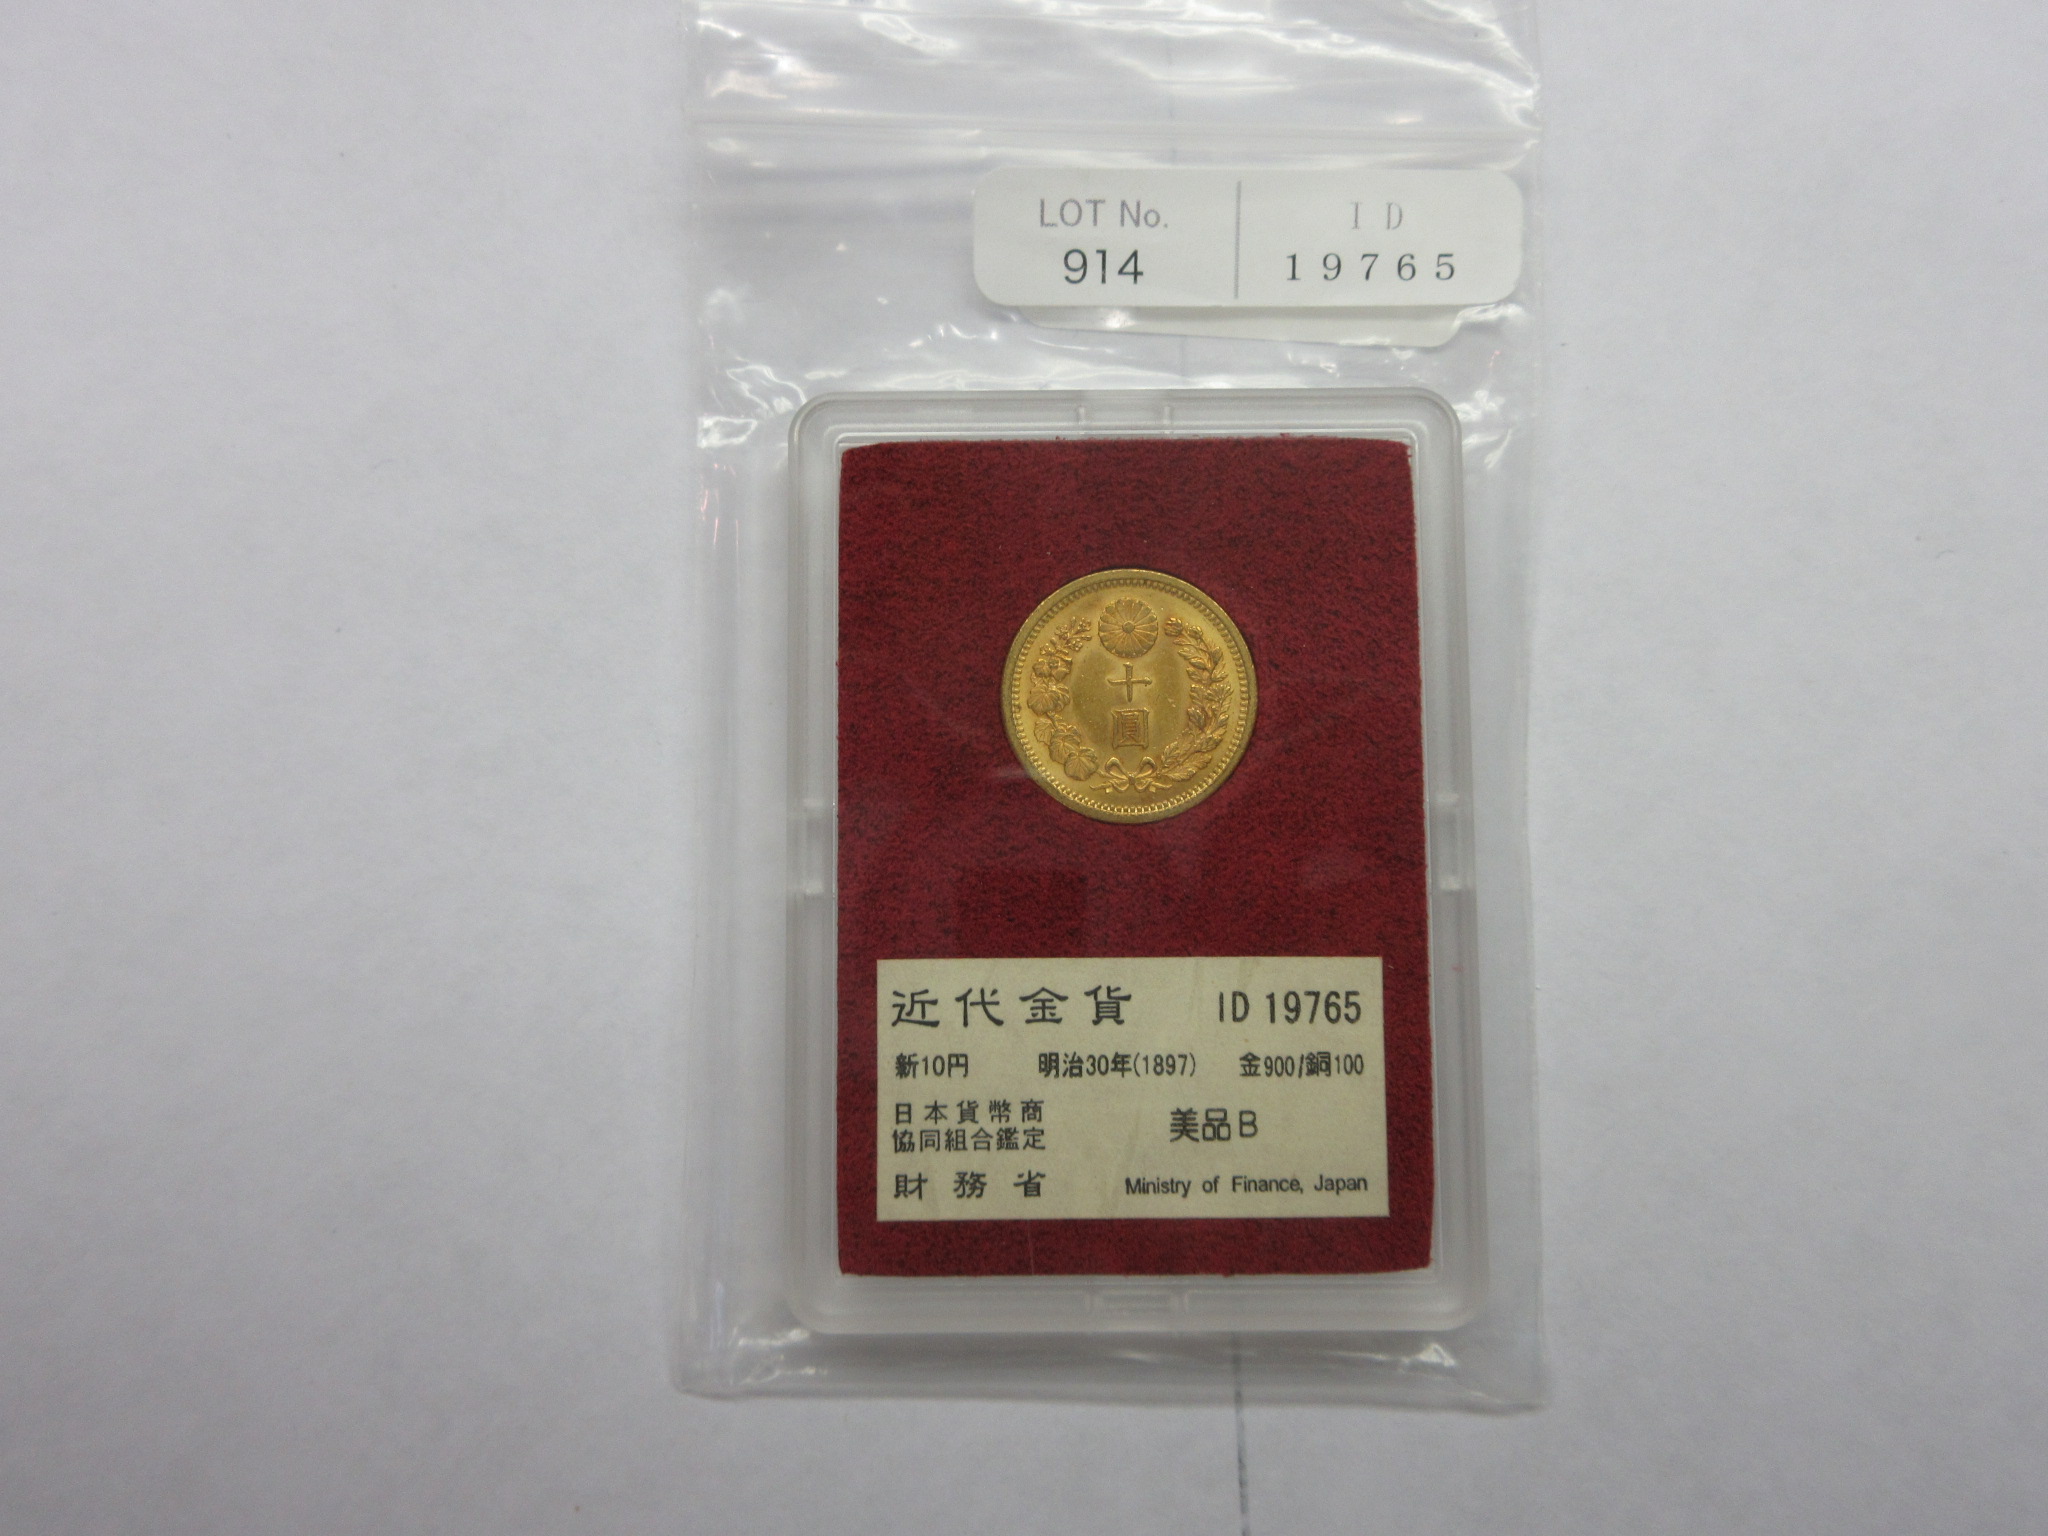 LOT No. ID
914 19765
十
圓
近代金貨 ID 19765
新10円 明治30年(1897) 金900/銅100
日本貨幣商
協同組合鑑定 美品B
財務省 Ministry of Finance, Japan